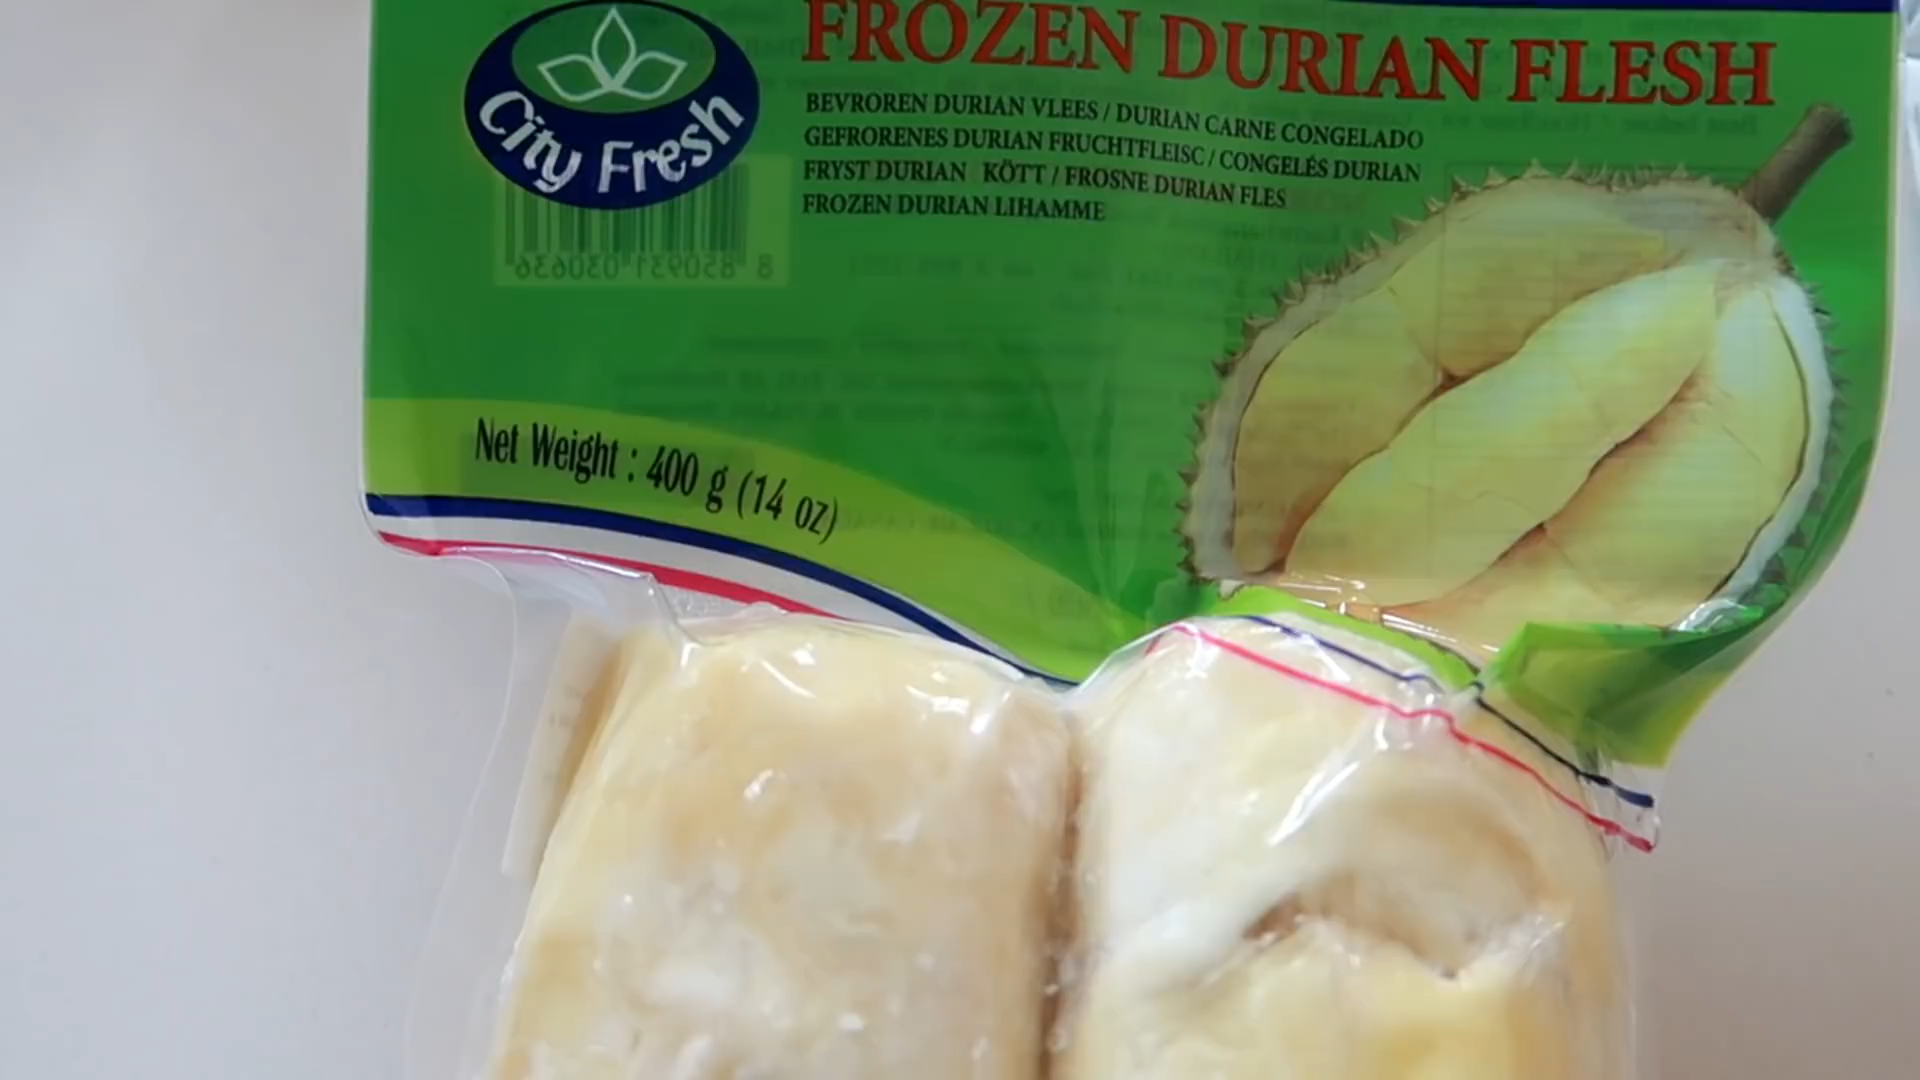 City Fresh
FROZEN DURIAN FLESH
BEVROREN DURIAN VLEES / DURIAN CARNE CONGELADO
GEFRORENES DURIAN FRUCHTFLEISC / CONGELÉS DURIAN
FRYST DURIAN KÖTT / FROSNE DURIAN FLES
FROZEN DURIAN LIHAMME
8 850931 030636
Net Weight : 400 g (14 oz)